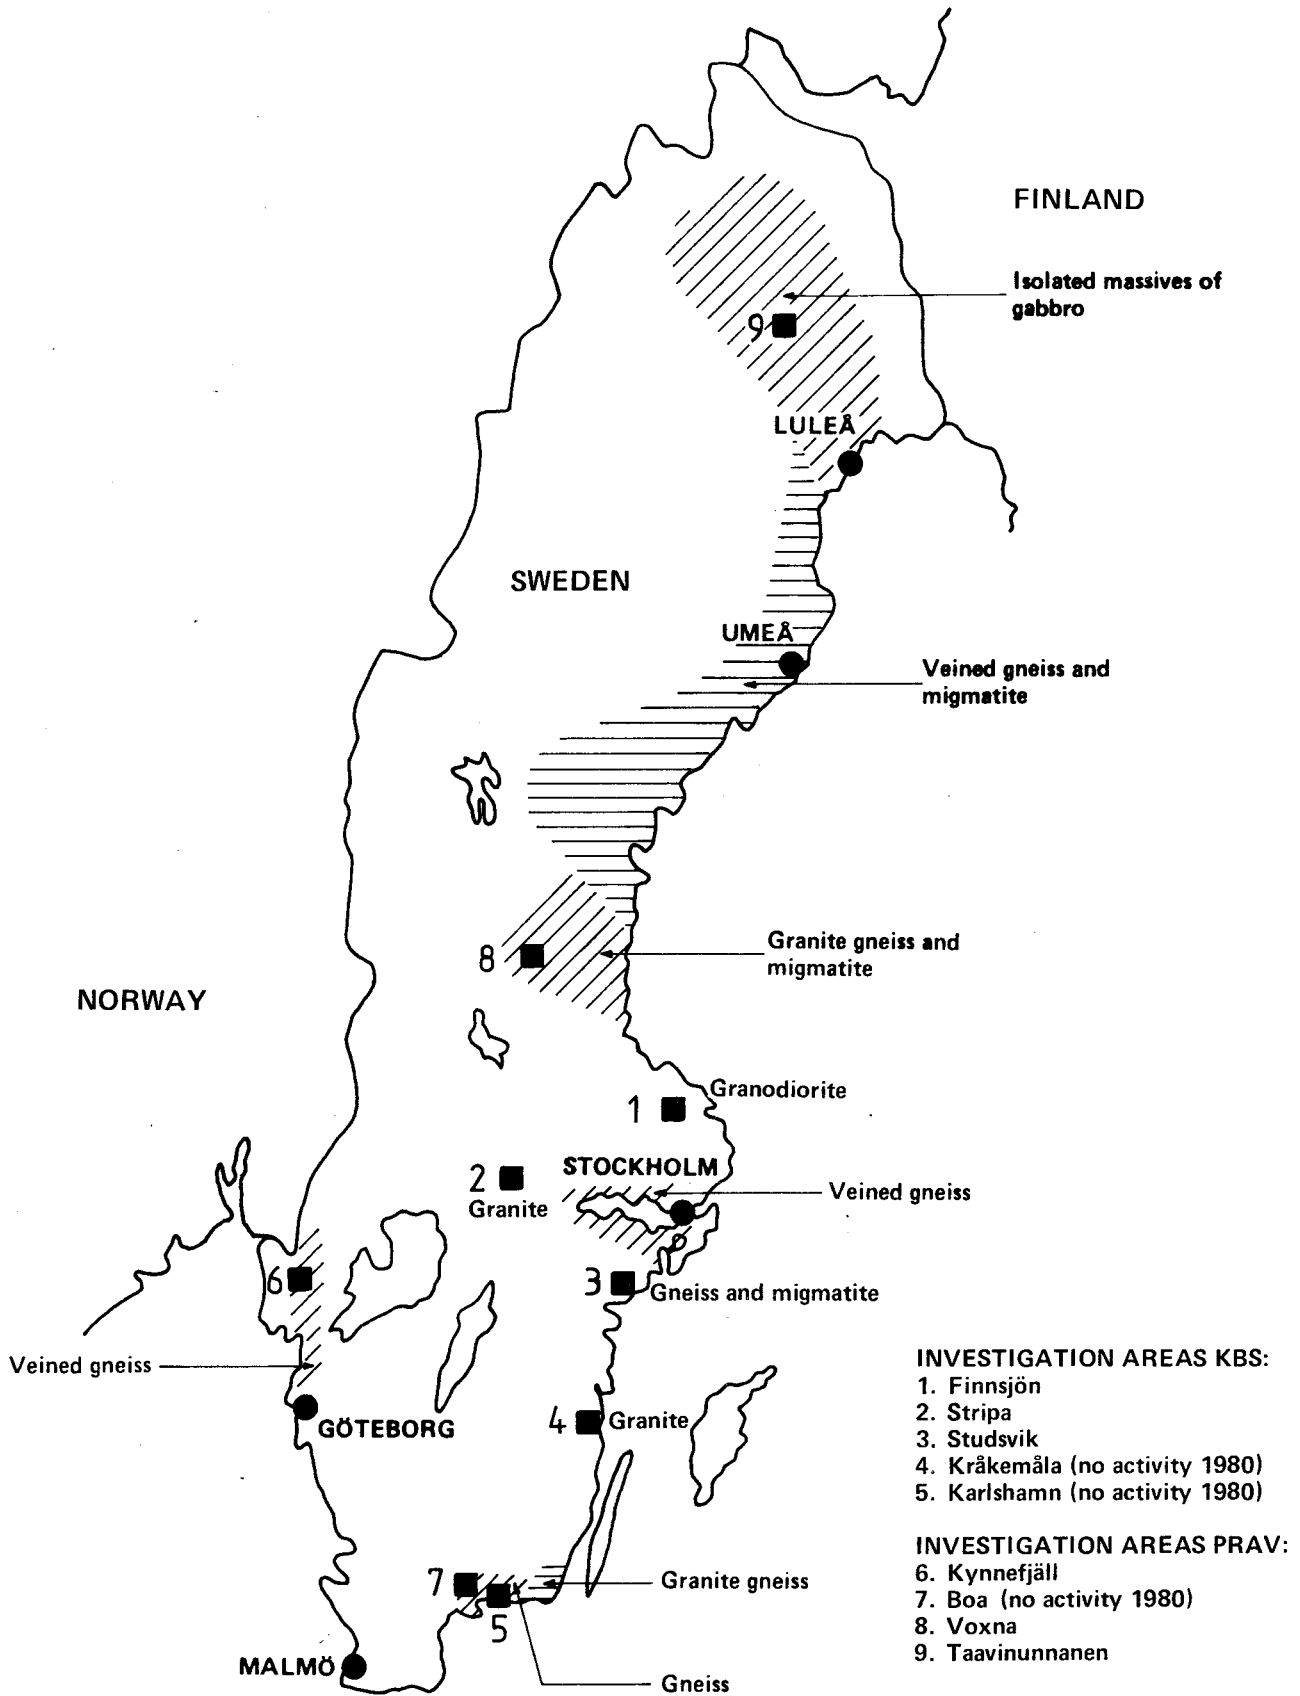 FINLAND
Isolated massives of
gabbro
9
LULEÅ
SWEDEN
UMEÅ
Veined gneiss and
migmatite
8
Granite gneiss and
migmatite
NORWAY
Granodiorite
1
STOCKHOLM
2
Granite
Veined gneiss
6
3
Gneiss and migmatite
Veined gneiss
GÖTEBORG
4
Granite
INVESTIGATION AREAS KBS:
1. Finnsjön
2. Stripa
3. Studsvik
4. Kråkemåla (no activity 1980)
5. Karlshamn (no activity 1980)
INVESTIGATION AREAS PRAV:
6. Kynnefjäll
7. Boa (no activity 1980)
8. Voxna
9. Taavinunnanen
7
5
Granite gneiss
MALMÖ
Gneiss